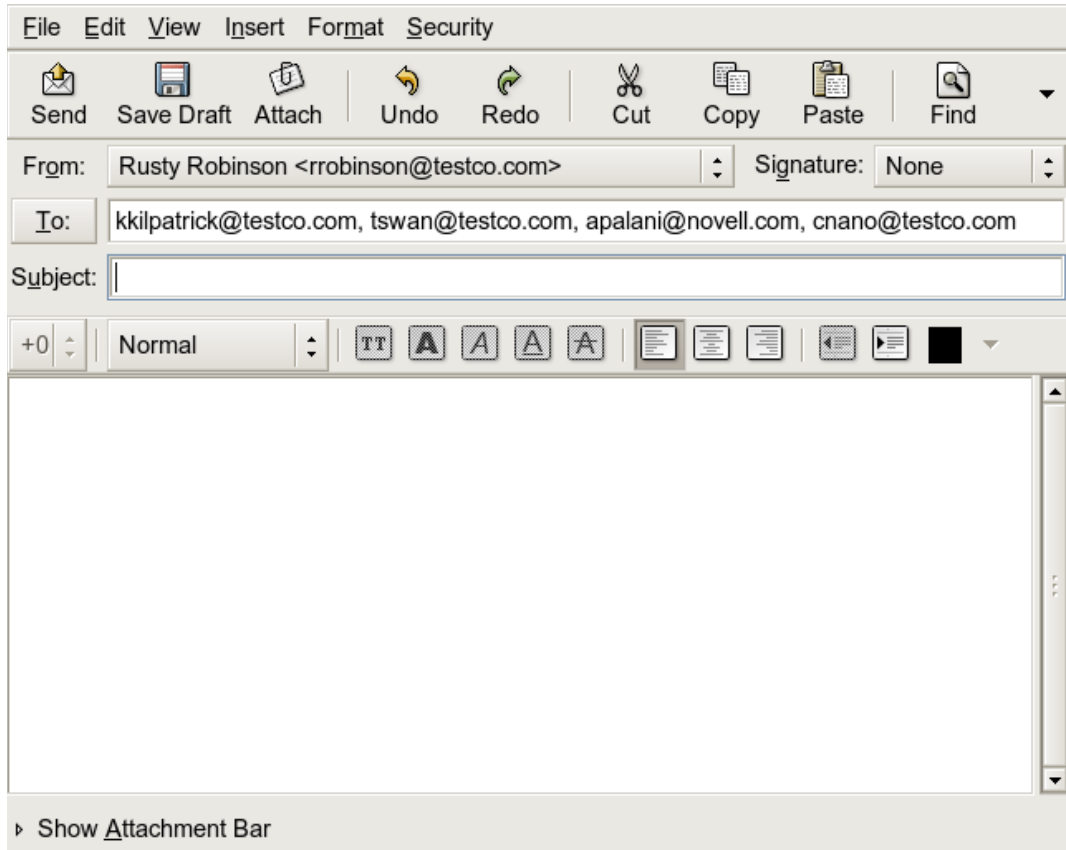 File Edit View Insert Format Security
Send Save Draft Attach Undo Redo Cut Copy Paste Find
From: Rusty Robinson <rrobinson@testco.com> Signature: None
To: kkilpatrick@testco.com, tswan@testco.com, apalani@novell.com, cnano@testco.com
Subject:
+0 Normal TT A A A A
Show Attachment Bar